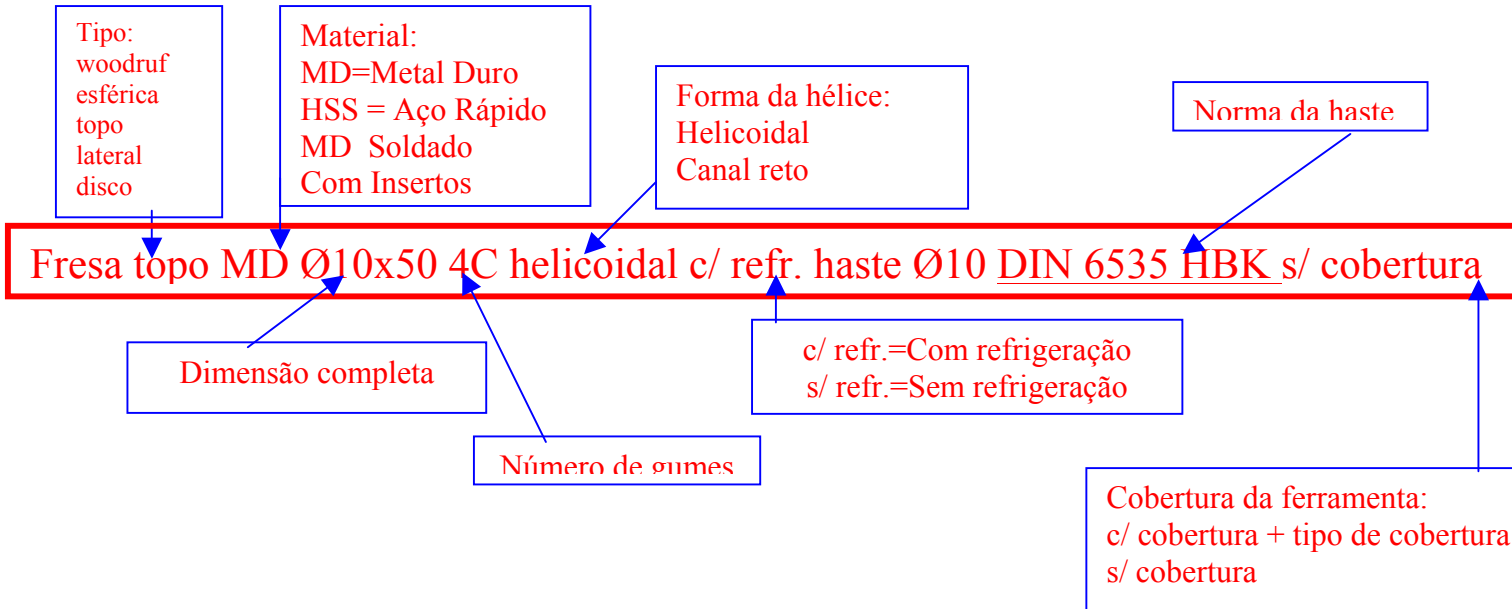 Tipo:
woodruf
esférica
topo
lateral
disco
Material:
MD=Metal Duro
HSS = Aço Rápido
MD Soldado
Com Insertos
Forma da hélice:
Helicoidal
Canal reto
Norma da haste
Fresa topo MD Ø10x50 4C helicoidal c/ refr. haste Ø10 DIN 6535 HBK s/ cobertura
Dimensão completa
c/ refr.=Com refrigeração
s/ refr.=Sem refrigeração
Número de gumes
Cobertura da ferramenta:
c/ cobertura + tipo de cobertura
s/ cobertura